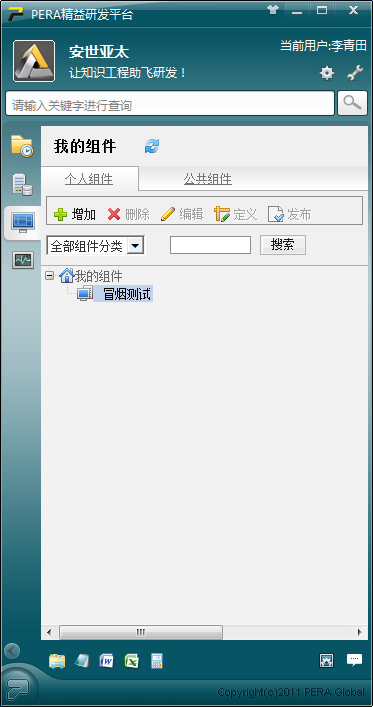 PERA精益研发平台
当前用户:李青田
安世亚太
让知识工程助飞研发！
请输入关键字进行查询
我的组件
个人组件 公共组件
增加 删除 编辑 定义 发布
全部组件分类 搜索
我的组件
冒烟测试
Copyright(c)2011 PERA Global